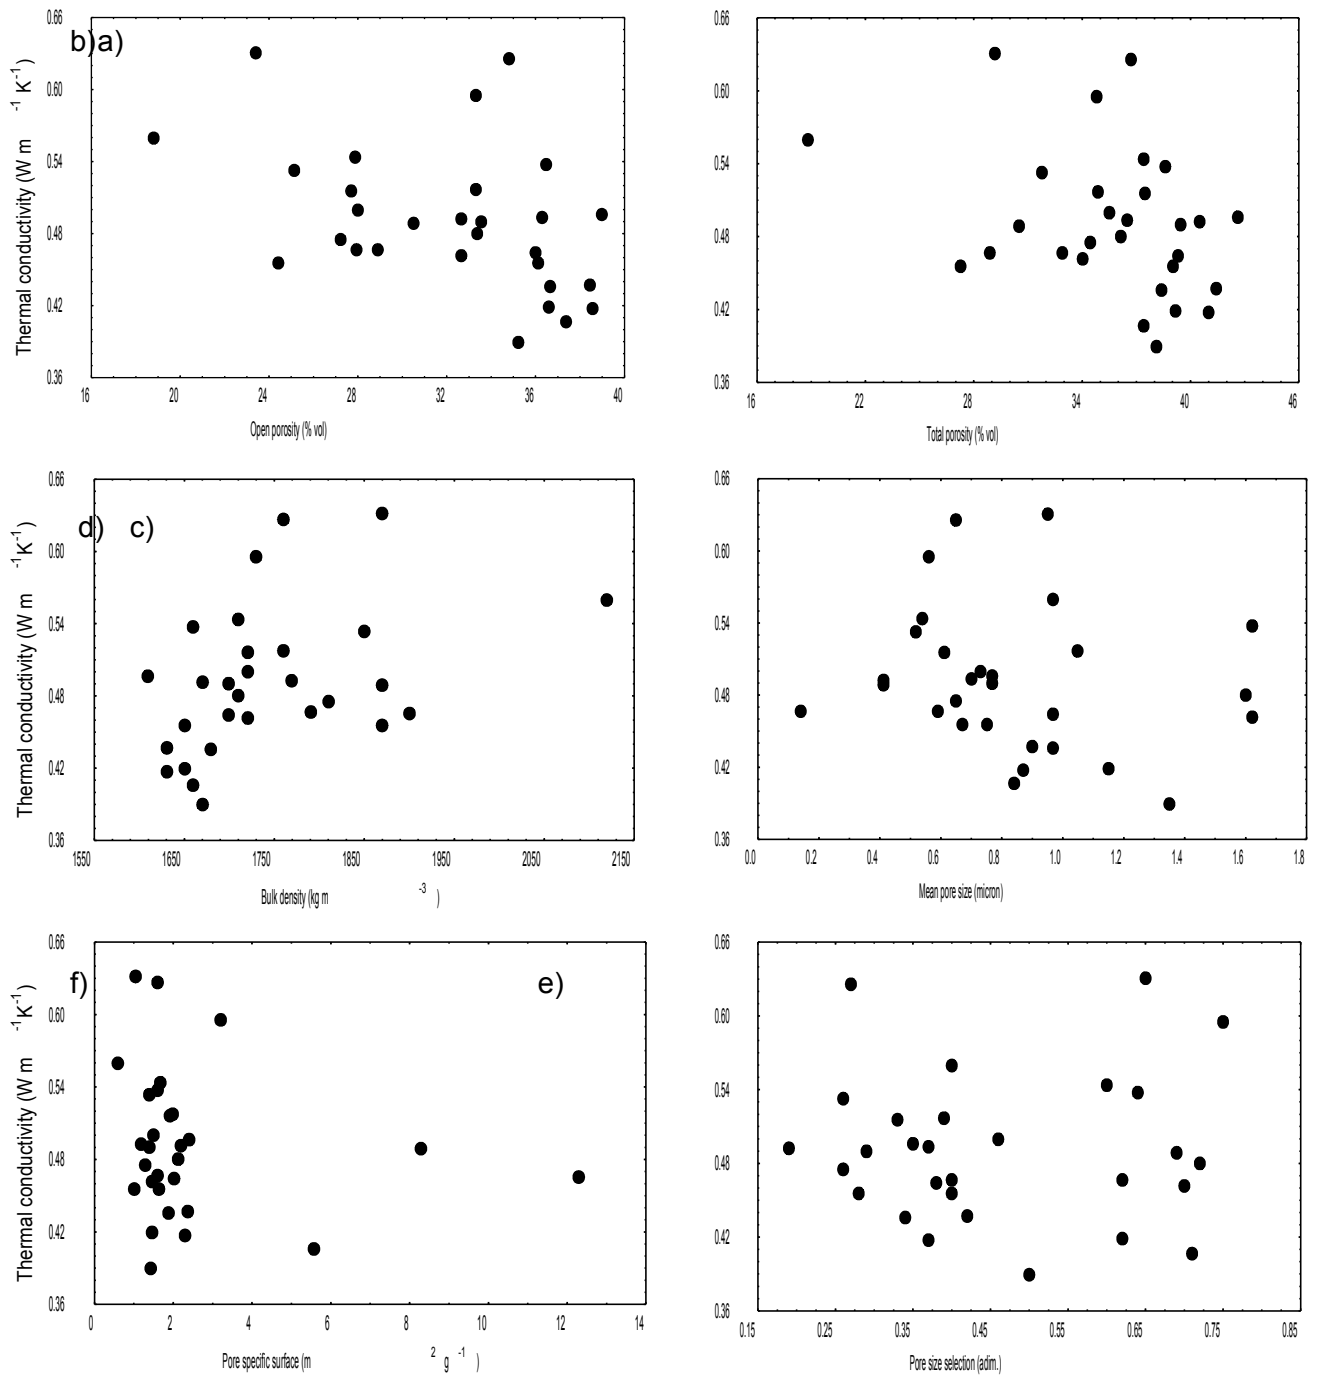 b)a)
0.66
0.60
0.54
0.48
0.42
0.36
Thermal conductivity (W m -1 K-1)
16 20 24 28 32 36 40
Open porosity (% vol)
0.66
0.60
0.54
0.48
0.42
0.36
16 22 28 34 40 46
Total porosity (% vol)
d) c)
0.66
0.60
0.54
0.48
0.42
0.36
Thermal conductivity (W m -1K-1)
1550 1650 1750 1850 1950 2050 2150
Bulk density (kg m -3 )
0.66
0.60
0.54
0.48
0.42
0.36
0.0 0.2 0.4 0.6 0.8 1.0 1.2 1.4 1.6 1.8
Mean pore size (micron)
f) e)
0.66
0.60
0.54
0.48
0.42
0.36
Thermal conductivity (W m -1K-1)
0 2 4 6 8 10 12 14
Pore specific surface (m 2 g -1 )
0.66
0.60
0.54
0.48
0.42
0.36
0.15 0.25 0.35 0.45 0.55 0.65 0.75 0.85
Pore size selection (adim.)